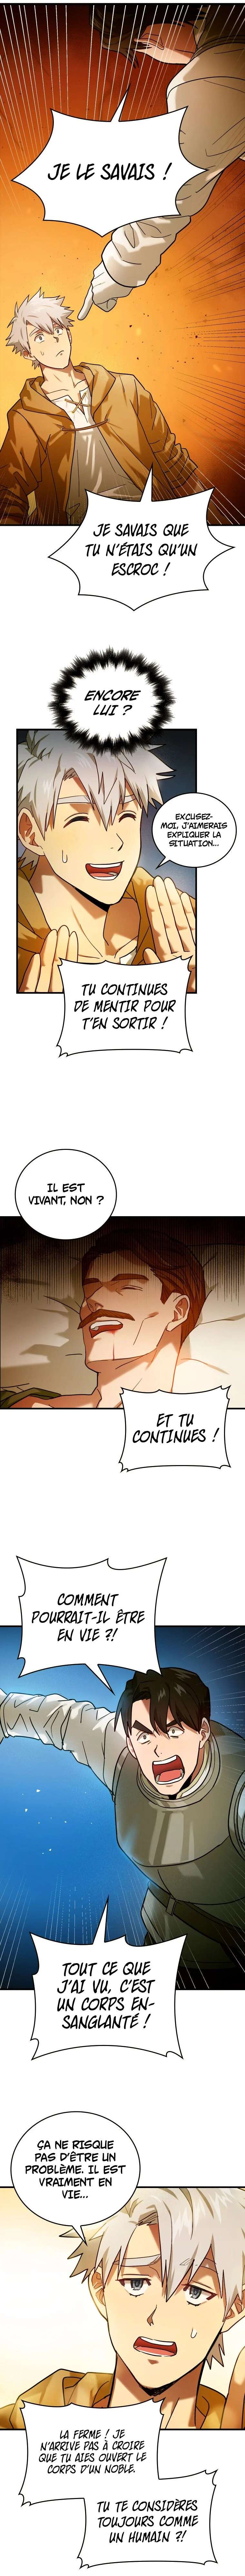 JE LE SAVAIS !
JE SAVAIS QUE
TU N'ÉTAIS QU'UN
ESCROC !
ENCORE
LUI ?
EXCUSEZ-
MOI, J'AIMERAIS
EXPLIQUER LA
SITUATION...
TU CONTINUES
DE MENTIR POUR
T'EN SORTIR !
IL EST
VIVANT, NON ?
ET TU
CONTINUES !
COMMENT
POURRAIT-IL ÊTRE
EN VIE ?!
TOUT CE QUE
J'AI VU, C'EST
UN CORPS EN-
SANGLANTÉ !
ÇA NE RISQUE
PAS D'ÊTRE UN
PROBLÈME. IL EST
VRAIMENT EN
VIE...
LA FERME ! JE
N'ARRIVE PAS À CROIRE
QUE TU AIES OUVERT LE
CORPS D'UN NOBLE.
TU TE CONSIDÈRES
TOUJOURS COMME
UN HUMAIN ?!